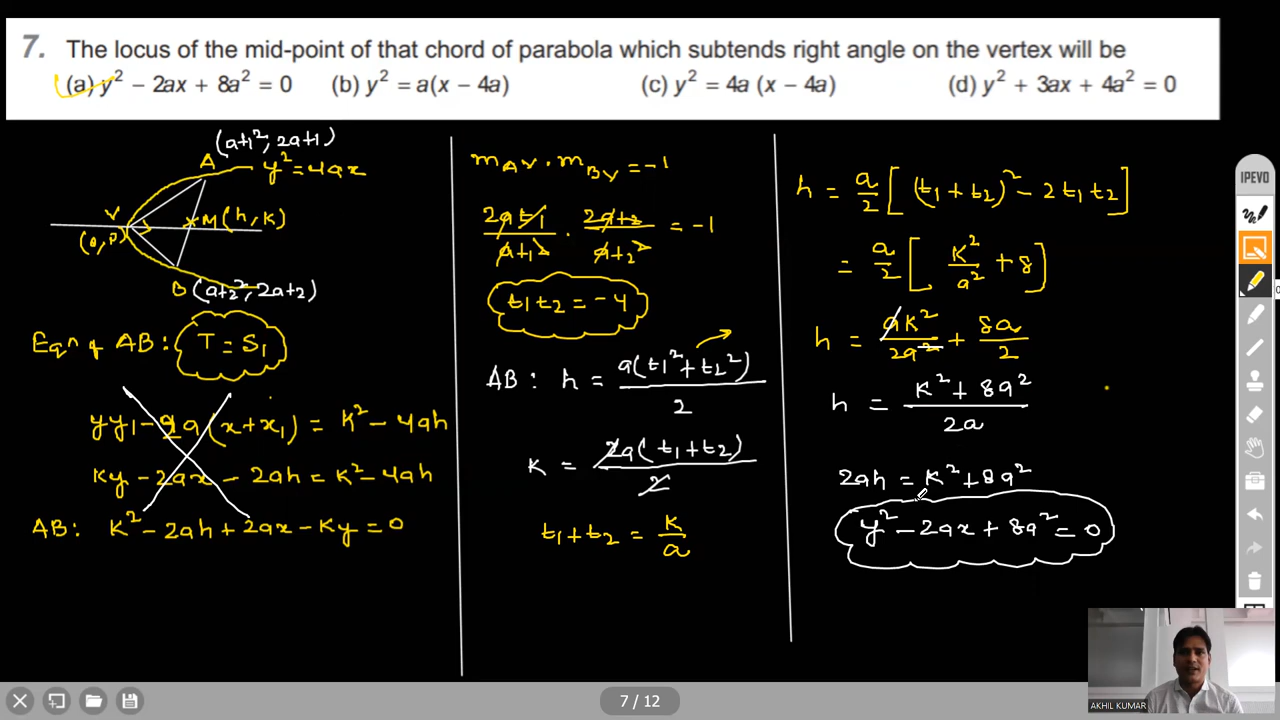 7. The locus of the mid-point of that chord of parabola which subtends right angle on the vertex will be
(a) y² − 2ax + 8a² = 0 (b) y² = a(x − 4a) (c) y² = 4a (x − 4a) (d) y² + 3ax + 4a² = 0
(at1², 2at1)
A y² = 4ax
V M(h, k)
(0,0)
B (at2², 2at2)
Eqn of AB: T = S1
yy1 − 2a(x+x1) = k² − 4ah
ky − 2ax − 2ah = k² − 4ah
AB: k² − 2ah + 2ax − ky = 0
mAV . mBV = −1
2at1/at1² . 2at2/at2² = −1
t1t2 = −4
AB: h = a(t1² + t2²)/2
k = 2a(t1+t2)/2
t1+t2 = k/a
h = a/2 [(t1+t2)² − 2t1t2]
= a/2 [k²/a² + 8]
h = ak²/2a² + 8a/2
h = k² + 8a²/2a
2ah = k² + 8a²
y² − 2ax + 8a² = 0
IPEVO
7 / 12
AKHIL KUMAR